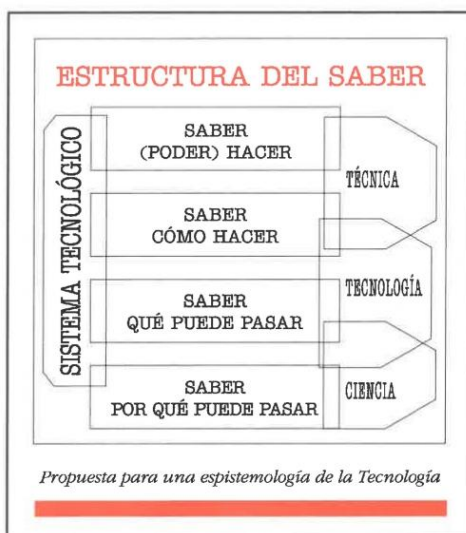 ESTRUCTURA DEL SABER
SISTEMA TECNOLÓGICO
SABER
(PODER) HACER
SABER
CÓMO HACER
SABER
QUÉ PUEDE PASAR
SABER
POR QUÉ PUEDE PASAR
TÉCNICA
TECNOLOGÍA
CIENCIA
Propuesta para una espistemología de la Tecnología